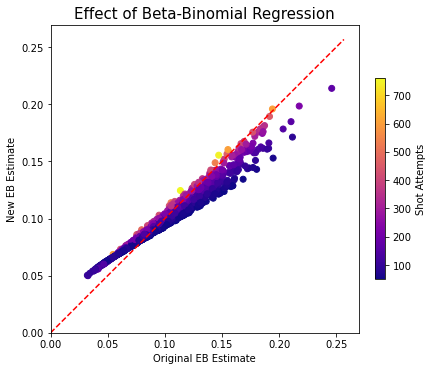 Effect of Beta-Binomial Regression
New EB Estimate
0.25
0.20
0.15
0.10
0.05
0.00
0.00 0.05 0.10 0.15 0.20 0.25
Original EB Estimate
700
600
500
400
300
200
100
Shot Attempts